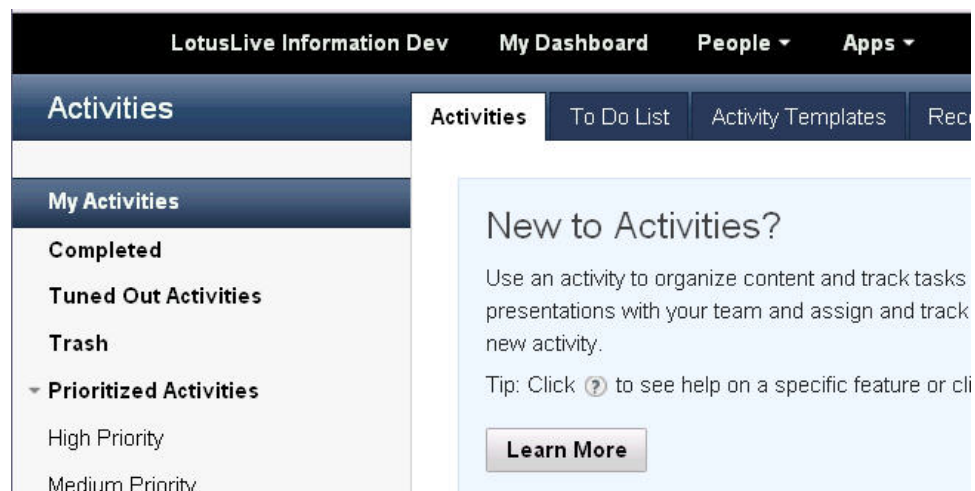 LotusLive Information Dev My Dashboard People Apps
Activities
Activities To Do List Activity Templates Reco
My Activities
Completed
Tuned Out Activities
Trash
Prioritized Activities
High Priority
Medium Priority
New to Activities?
Use an activity to organize content and track tasks
presentations with your team and assign and track
new activity.
Tip: Click ? to see help on a specific feature or cli
Learn More